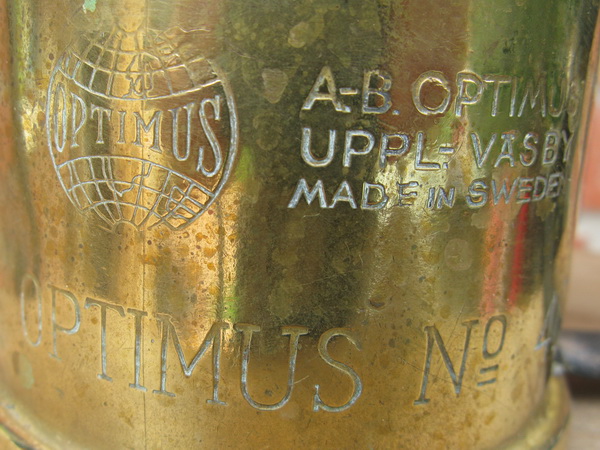 OPTIMUS
A-B. OPTIMUS
UPPL=VÄSBY
MADE IN SWEDEN
OPTIMUS Nº